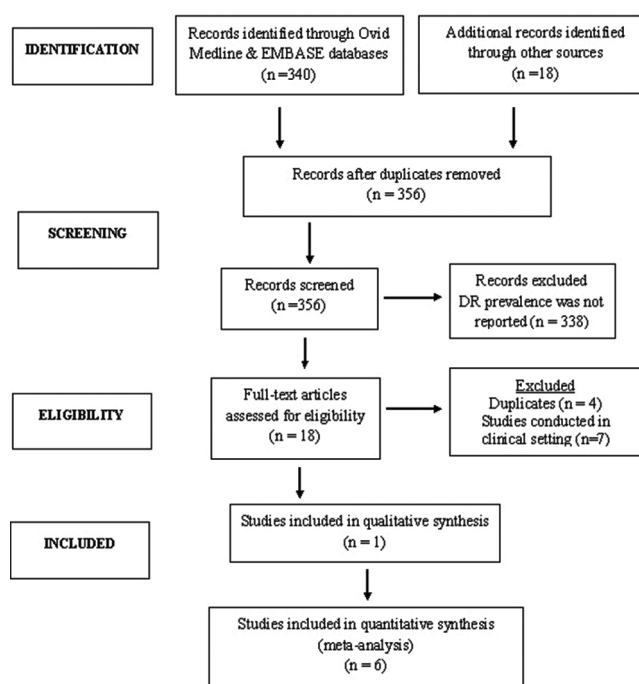 IDENTIFICATION
Records identified through Ovid
Medline & EMBASE databases
(n =340)
Additional records identified
through other sources
n =18)
Records after duplicates removed
(n = 356)
SCREENING
Records screened
(n =356)
Records excluded
DR prevalence was not
reported (n = 338)
ELIGIBILITY
Full-text articles
assessed for eligibility
(n = 18)
Excluded
Duplicates (n = 4)
Studies conducted in
clinical setting (n=7)
INCLUDED
Studies included in qualitative synthesis
(n = 1)
Studies included in quantitative synthesis
(meta-analysis)
n = 6)